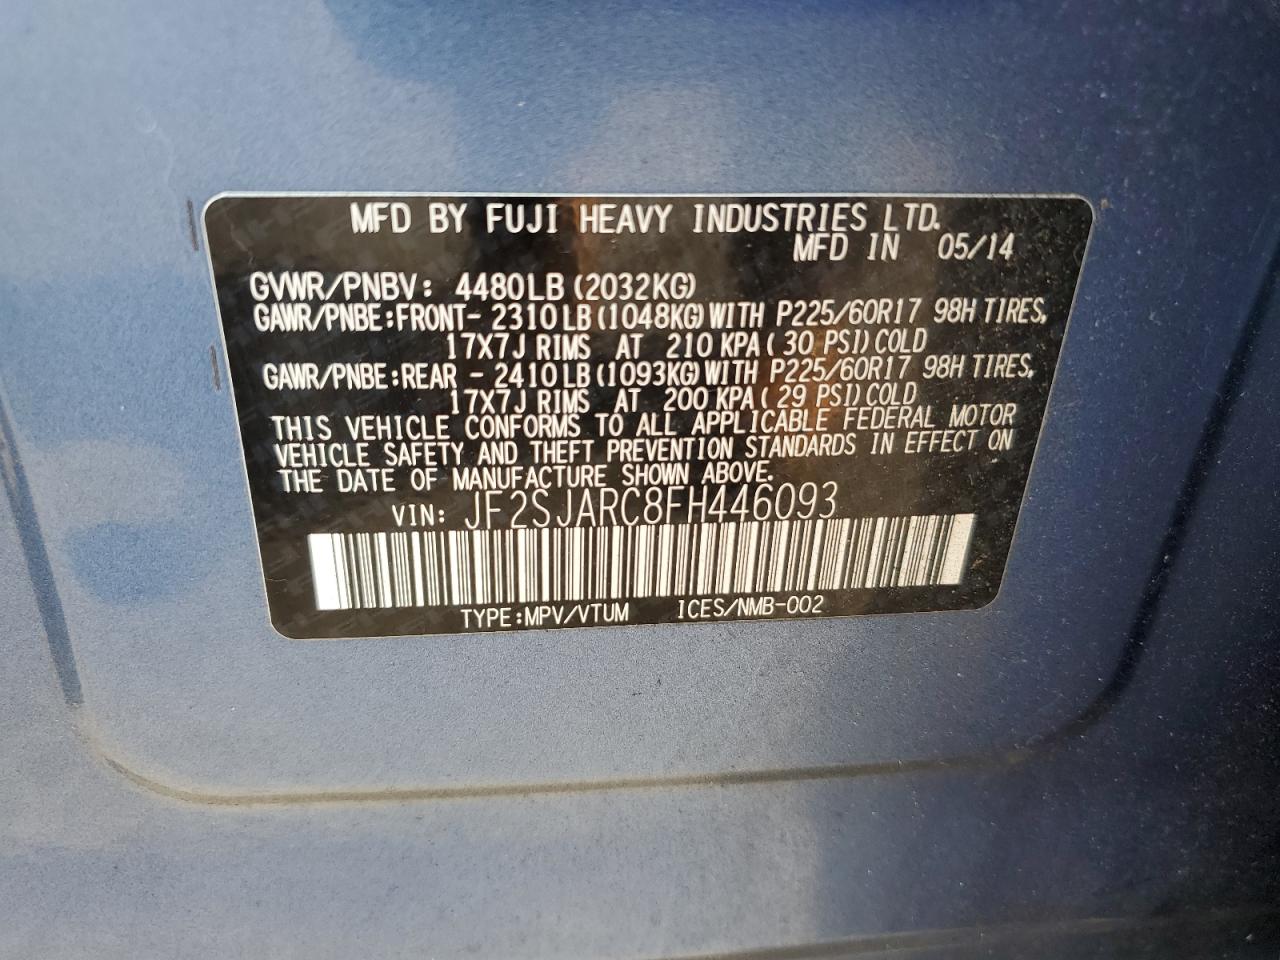 MFD BY FUJI HEAVY INDUSTRIES LTD.
MFD IN 05/14
GVWR/PNBV: 4480LB (2032KG)
GAWR/PNBE:FRONT- 2310LB(1048KG)WITH P225/60R17 98H TIRES,
17X7J RIMS AT 210 KPA( 30 PSI)COLD
GAWR/PNBE:REAR - 2410LB(1093KG)WITH P225/60R17 98H TIRES,
17X7J RIMS AT 200 KPA( 29 PSI)COLD
THIS VEHICLE CONFORMS TO ALL APPLICABLE FEDERAL MOTOR
VEHICLE SAFETY AND THEFT PREVENTION STANDARDS IN EFFECT ON
THE DATE OF MANUFACTURE SHOWN ABOVE.
VIN: JF2SJARC8FH446093
TYPE:MPV/VTUM ICES/NMB-002